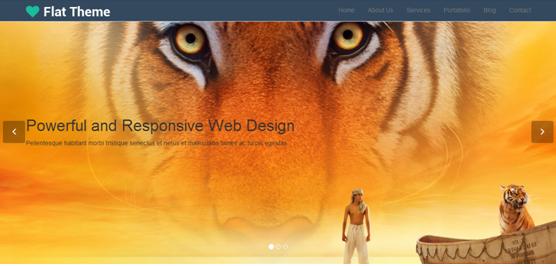 Flat Theme
Home About Us Services Portfolio Blog Contact
Powerful and Responsive Web Design
Pellentesque habitant morbi tristique senectus et netus et malesuada fames ac turpis egestas